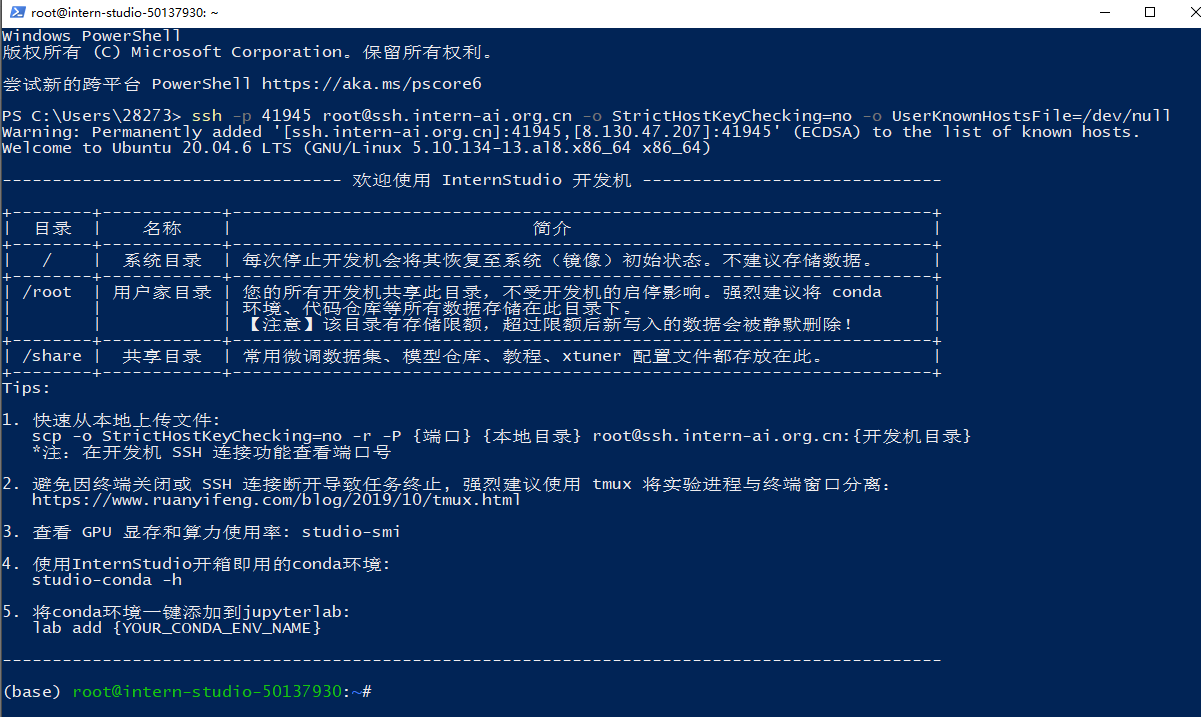 root@intern-studio-50137930: ~
Windows PowerShell
版权所有 (C) Microsoft Corporation。保留所有权利。
尝试新的跨平台 PowerShell https://aka.ms/pscore6
PS C:\Users\28273> ssh -p 41945 root@ssh.intern-ai.org.cn -o StrictHostKeyChecking=no -o UserKnownHostsFile=/dev/null
Warning: Permanently added '[ssh.intern-ai.org.cn]:41945,[8.130.47.207]:41945' (ECDSA) to the list of known hosts.
Welcome to Ubuntu 20.04.6 LTS (GNU/Linux 5.10.134-13.al8.x86_64 x86_64)
---------------------------------- 欢迎使用 InternStudio 开发机 ------------------------------
+--------+------------+----------------------------------------------------------------------+
| 目录 | 名称 | 简介 |
+--------+------------+----------------------------------------------------------------------+
| / | 系统目录 | 每次停止开发机会将其恢复至系统（镜像）初始状态。不建议存储数据。 |
+--------+------------+----------------------------------------------------------------------+
| /root | 用户家目录 | 您的所有开发机共享此目录，不受开发机的启停影响。强烈建议将 conda |
| | | 环境、代码仓库等所有数据存储在此目录下。 |
| | | 【注意】该目录有存储限额，超过限额后新写入的数据会被静默删除！ |
+--------+------------+----------------------------------------------------------------------+
| /share | 共享目录 | 常用微调数据集、模型仓库、教程、xtuner 配置文件都存放在此。 |
+--------+------------+----------------------------------------------------------------------+
Tips:
1. 快速从本地上传文件:
scp -o StrictHostKeyChecking=no -r -P {端口} {本地目录} root@ssh.intern-ai.org.cn:{开发机目录}
*注: 在开发机 SSH 连接功能查看端口号
2. 避免因终端关闭或 SSH 连接断开导致任务终止，强烈建议使用 tmux 将实验进程与终端窗口分离:
https://www.ruanyifeng.com/blog/2019/10/tmux.html
3. 查看 GPU 显存和算力使用率: studio-smi
4. 使用InternStudio开箱即用的conda环境:
studio-conda -h
5. 将conda环境一键添加到jupyterlab:
lab add {YOUR_CONDA_ENV_NAME}
----------------------------------------------------------------------------------------------
(base) root@intern-studio-50137930:~#